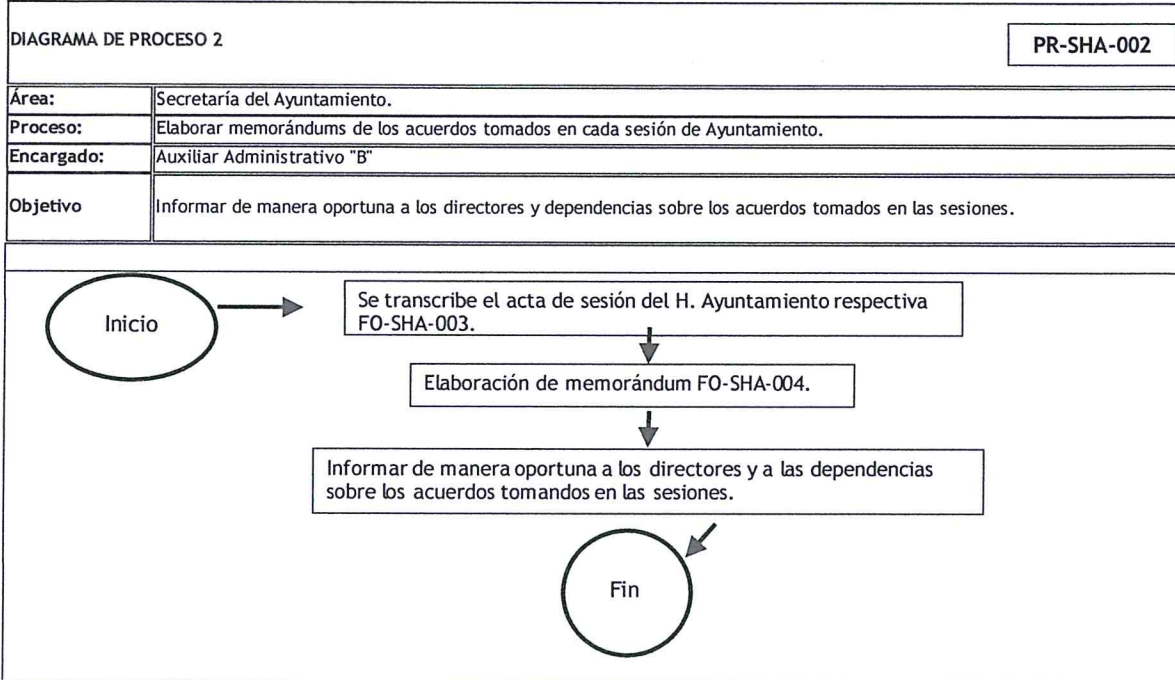 DIAGRAMA DE PROCESO 2
PR-SHA-002
Área: Secretaría del Ayuntamiento.
Proceso: Elaborar memorándums de los acuerdos tomados en cada sesión de Ayuntamiento.
Encargado: Auxiliar Administrativo "B"
Objetivo Informar de manera oportuna a los directores y dependencias sobre los acuerdos tomados en las sesiones.
Inicio
Se transcribe el acta de sesión del H. Ayuntamiento respectiva
FO-SHA-003.
Elaboración de memorándum FO-SHA-004.
Informar de manera oportuna a los directores y a las dependencias
sobre los acuerdos tomandos en las sesiones.
Fin